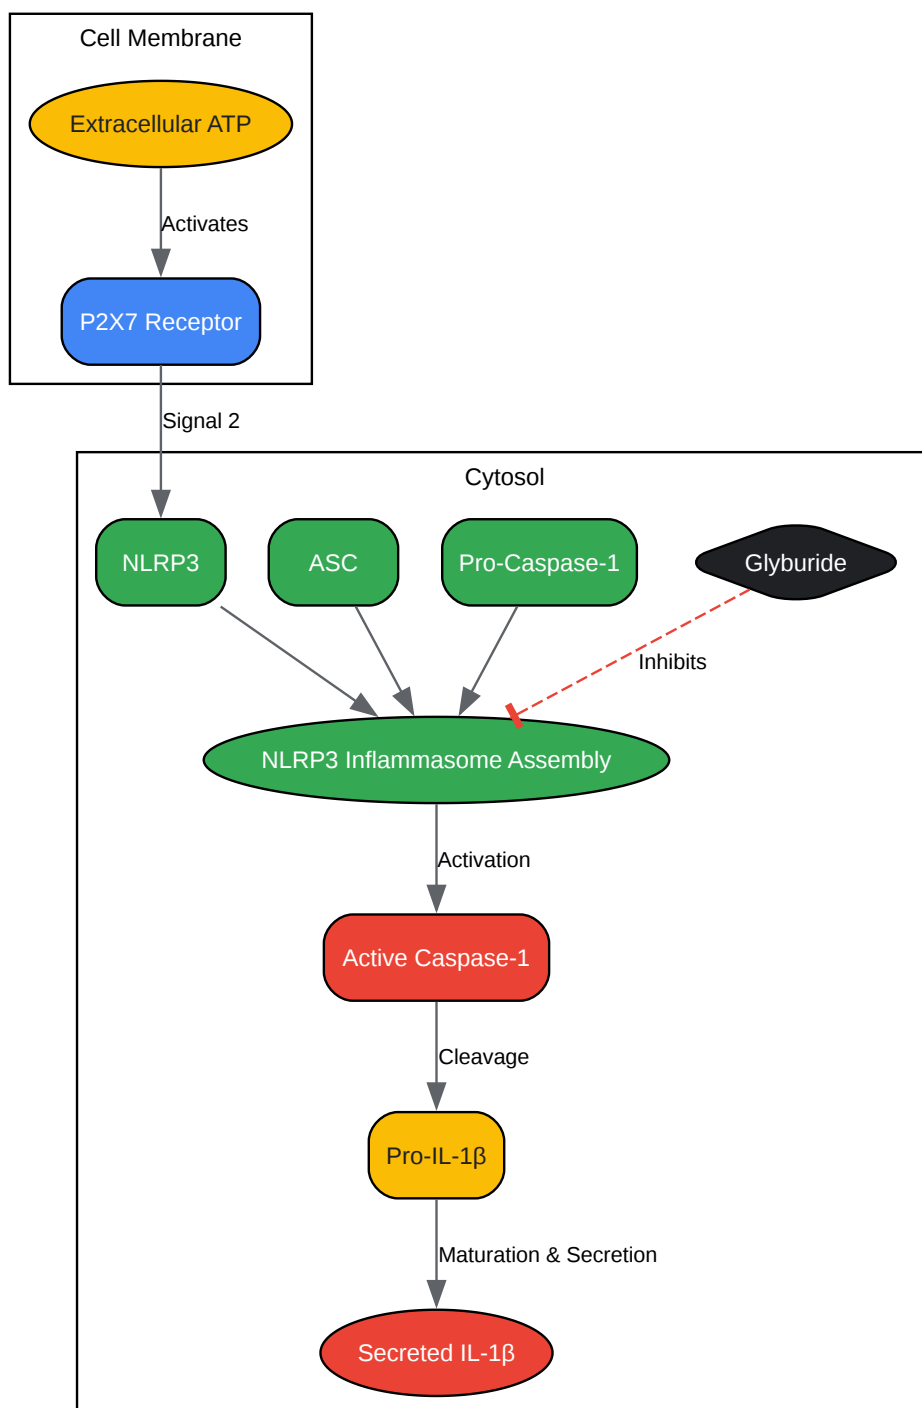 Cell Membrane
Extracellular ATP
Activates
P2X7 Receptor
Signal 2
Cytosol
NLRP3
ASC
Pro-Caspase-1
Glyburide
Inhibits
NLRP3 Inflammasome Assembly
Activation
Active Caspase-1
Cleavage
Pro-IL-1β
Maturation & Secretion
Secreted IL-1β